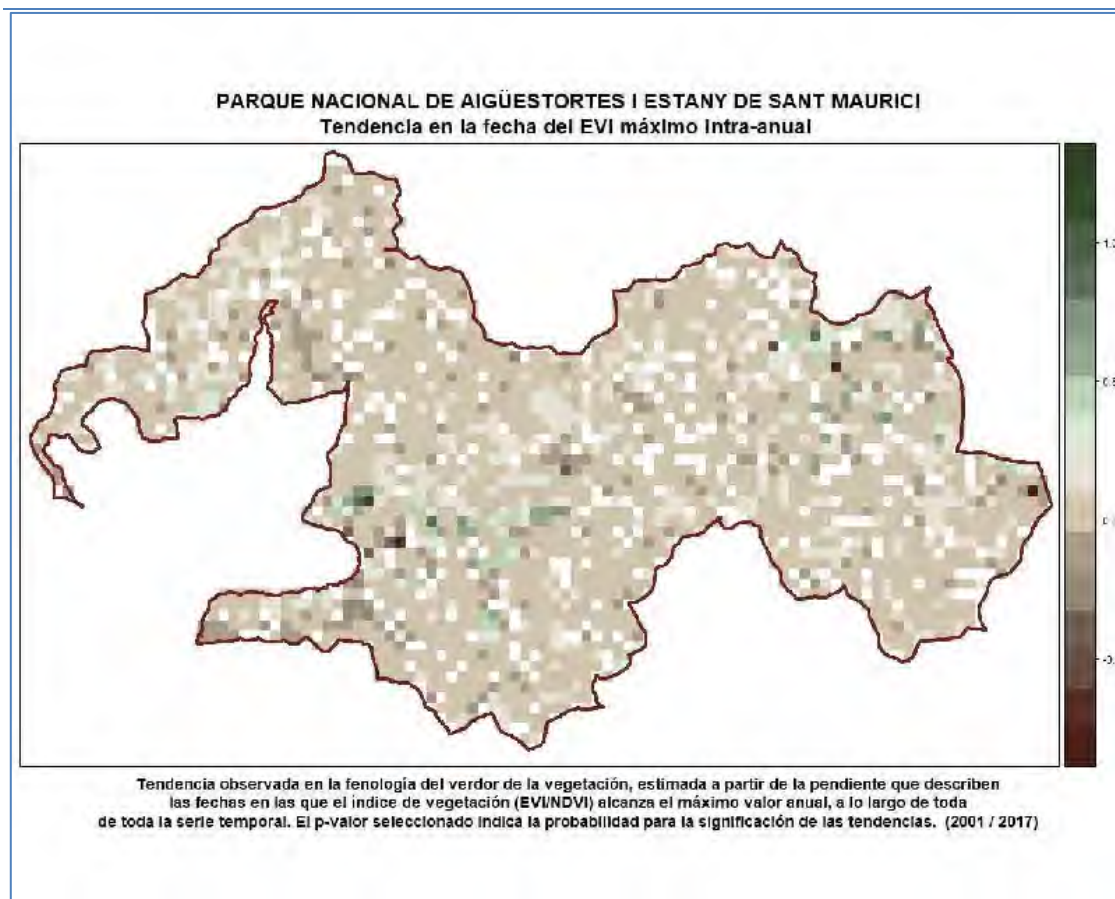 PARQUE NACIONAL DE AIGÜESTORTES I ESTANY DE SANT MAURICI
Tendencia en la fecha del EVI máximo intra-anual
Tendencia observada en la fenología del verdor de la vegetación, estimada a partir de la pendiente que describen
las fechas en las que el índice de vegetación (EVI/NDVI) alcanza el máximo valor anual, a lo largo de toda
de toda la serie temporal. El p-valor seleccionado indica la probabilidad para la significación de las tendencias. (2001 / 2017)